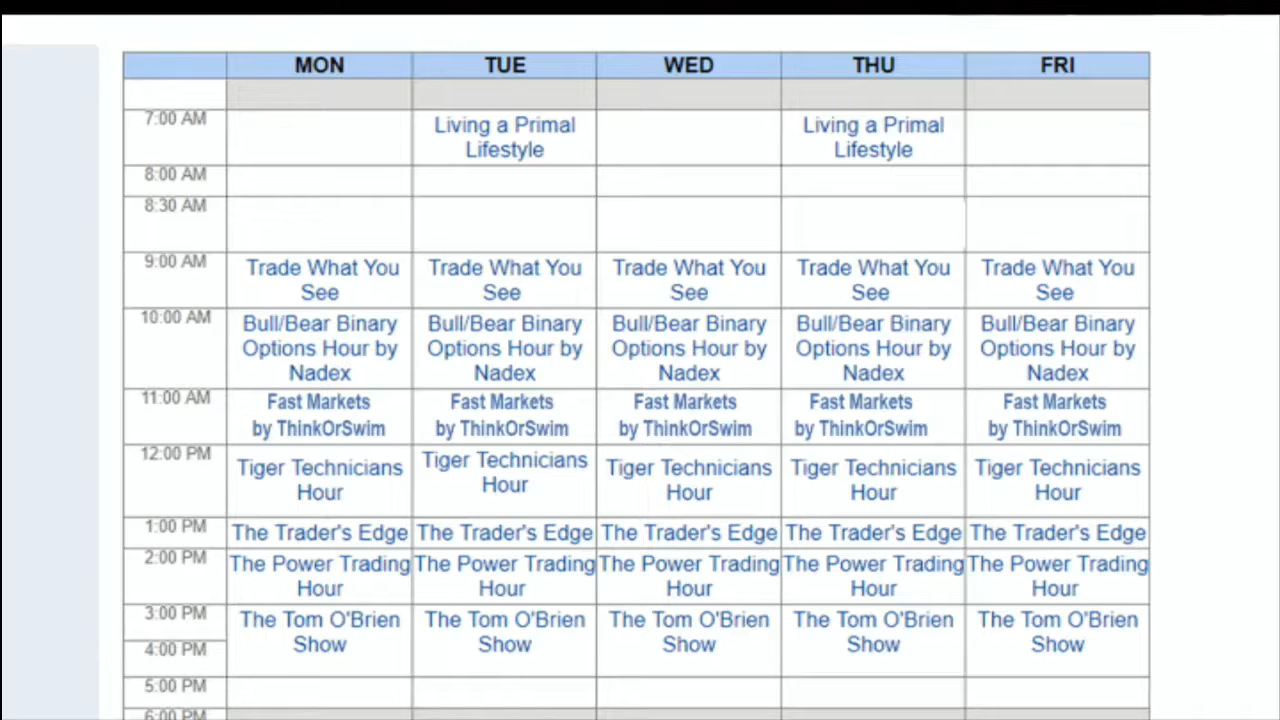 MON TUE WED THU FRI
7:00 AM
Living a Primal Living a Primal
Lifestyle Lifestyle
8:00 AM
8:30 AM
9:00 AM
Trade What You Trade What You Trade What You Trade What You Trade What You
See See See See See
10:00 AM
Bull/Bear Binary Bull/Bear Binary Bull/Bear Binary Bull/Bear Binary Bull/Bear Binary
Options Hour by Options Hour by Options Hour by Options Hour by Options Hour by
Nadex Nadex Nadex Nadex Nadex
11:00 AM
Fast Markets Fast Markets Fast Markets Fast Markets Fast Markets
by ThinkOrSwim by ThinkOrSwim by ThinkOrSwim by ThinkOrSwim by ThinkOrSwim
12:00 PM
Tiger Technicians Tiger Technicians Tiger Technicians Tiger Technicians Tiger Technicians
Hour Hour Hour Hour Hour
1:00 PM
The Trader's Edge The Trader's Edge The Trader's Edge The Trader's Edge The Trader's Edge
2:00 PM
The Power Trading The Power Trading The Power Trading The Power Trading The Power Trading
Hour Hour Hour Hour Hour
3:00 PM
The Tom O'Brien The Tom O'Brien The Tom O'Brien The Tom O'Brien The Tom O'Brien
Show Show Show Show Show
4:00 PM
5:00 PM
6:00 PM